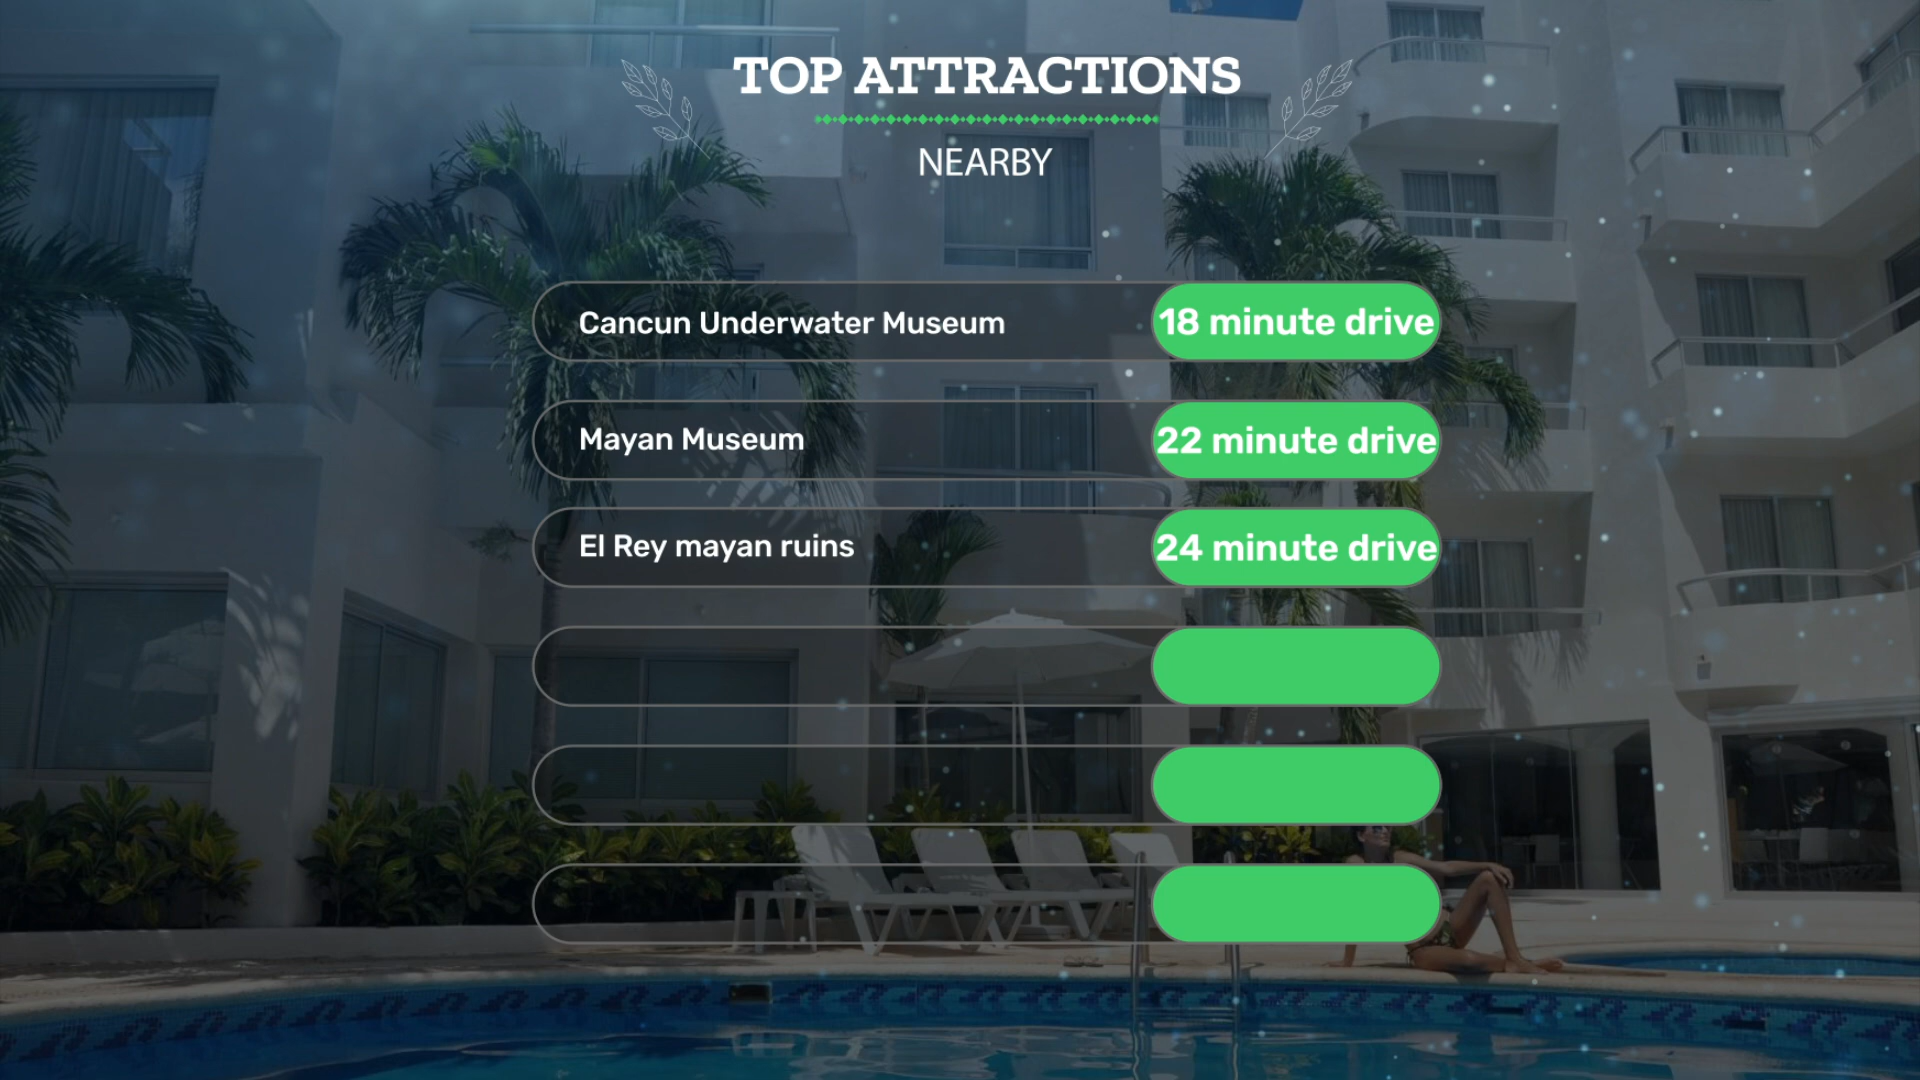 TOP ATTRACTIONS
NEARBY
Cancun Underwater Museum 18 minute drive
Mayan Museum 22 minute drive
El Rey mayan ruins 24 minute drive